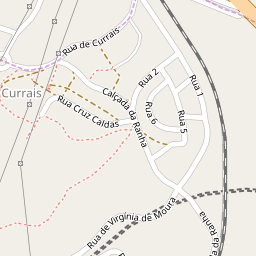 Rua de Currais
Rua 1
Rua 2
Currais
Rua Cruz Caldas
Calçada da Ranha
Rua 6
Rua 5
Rua de Virgínia de Moura
Rua da Ranha